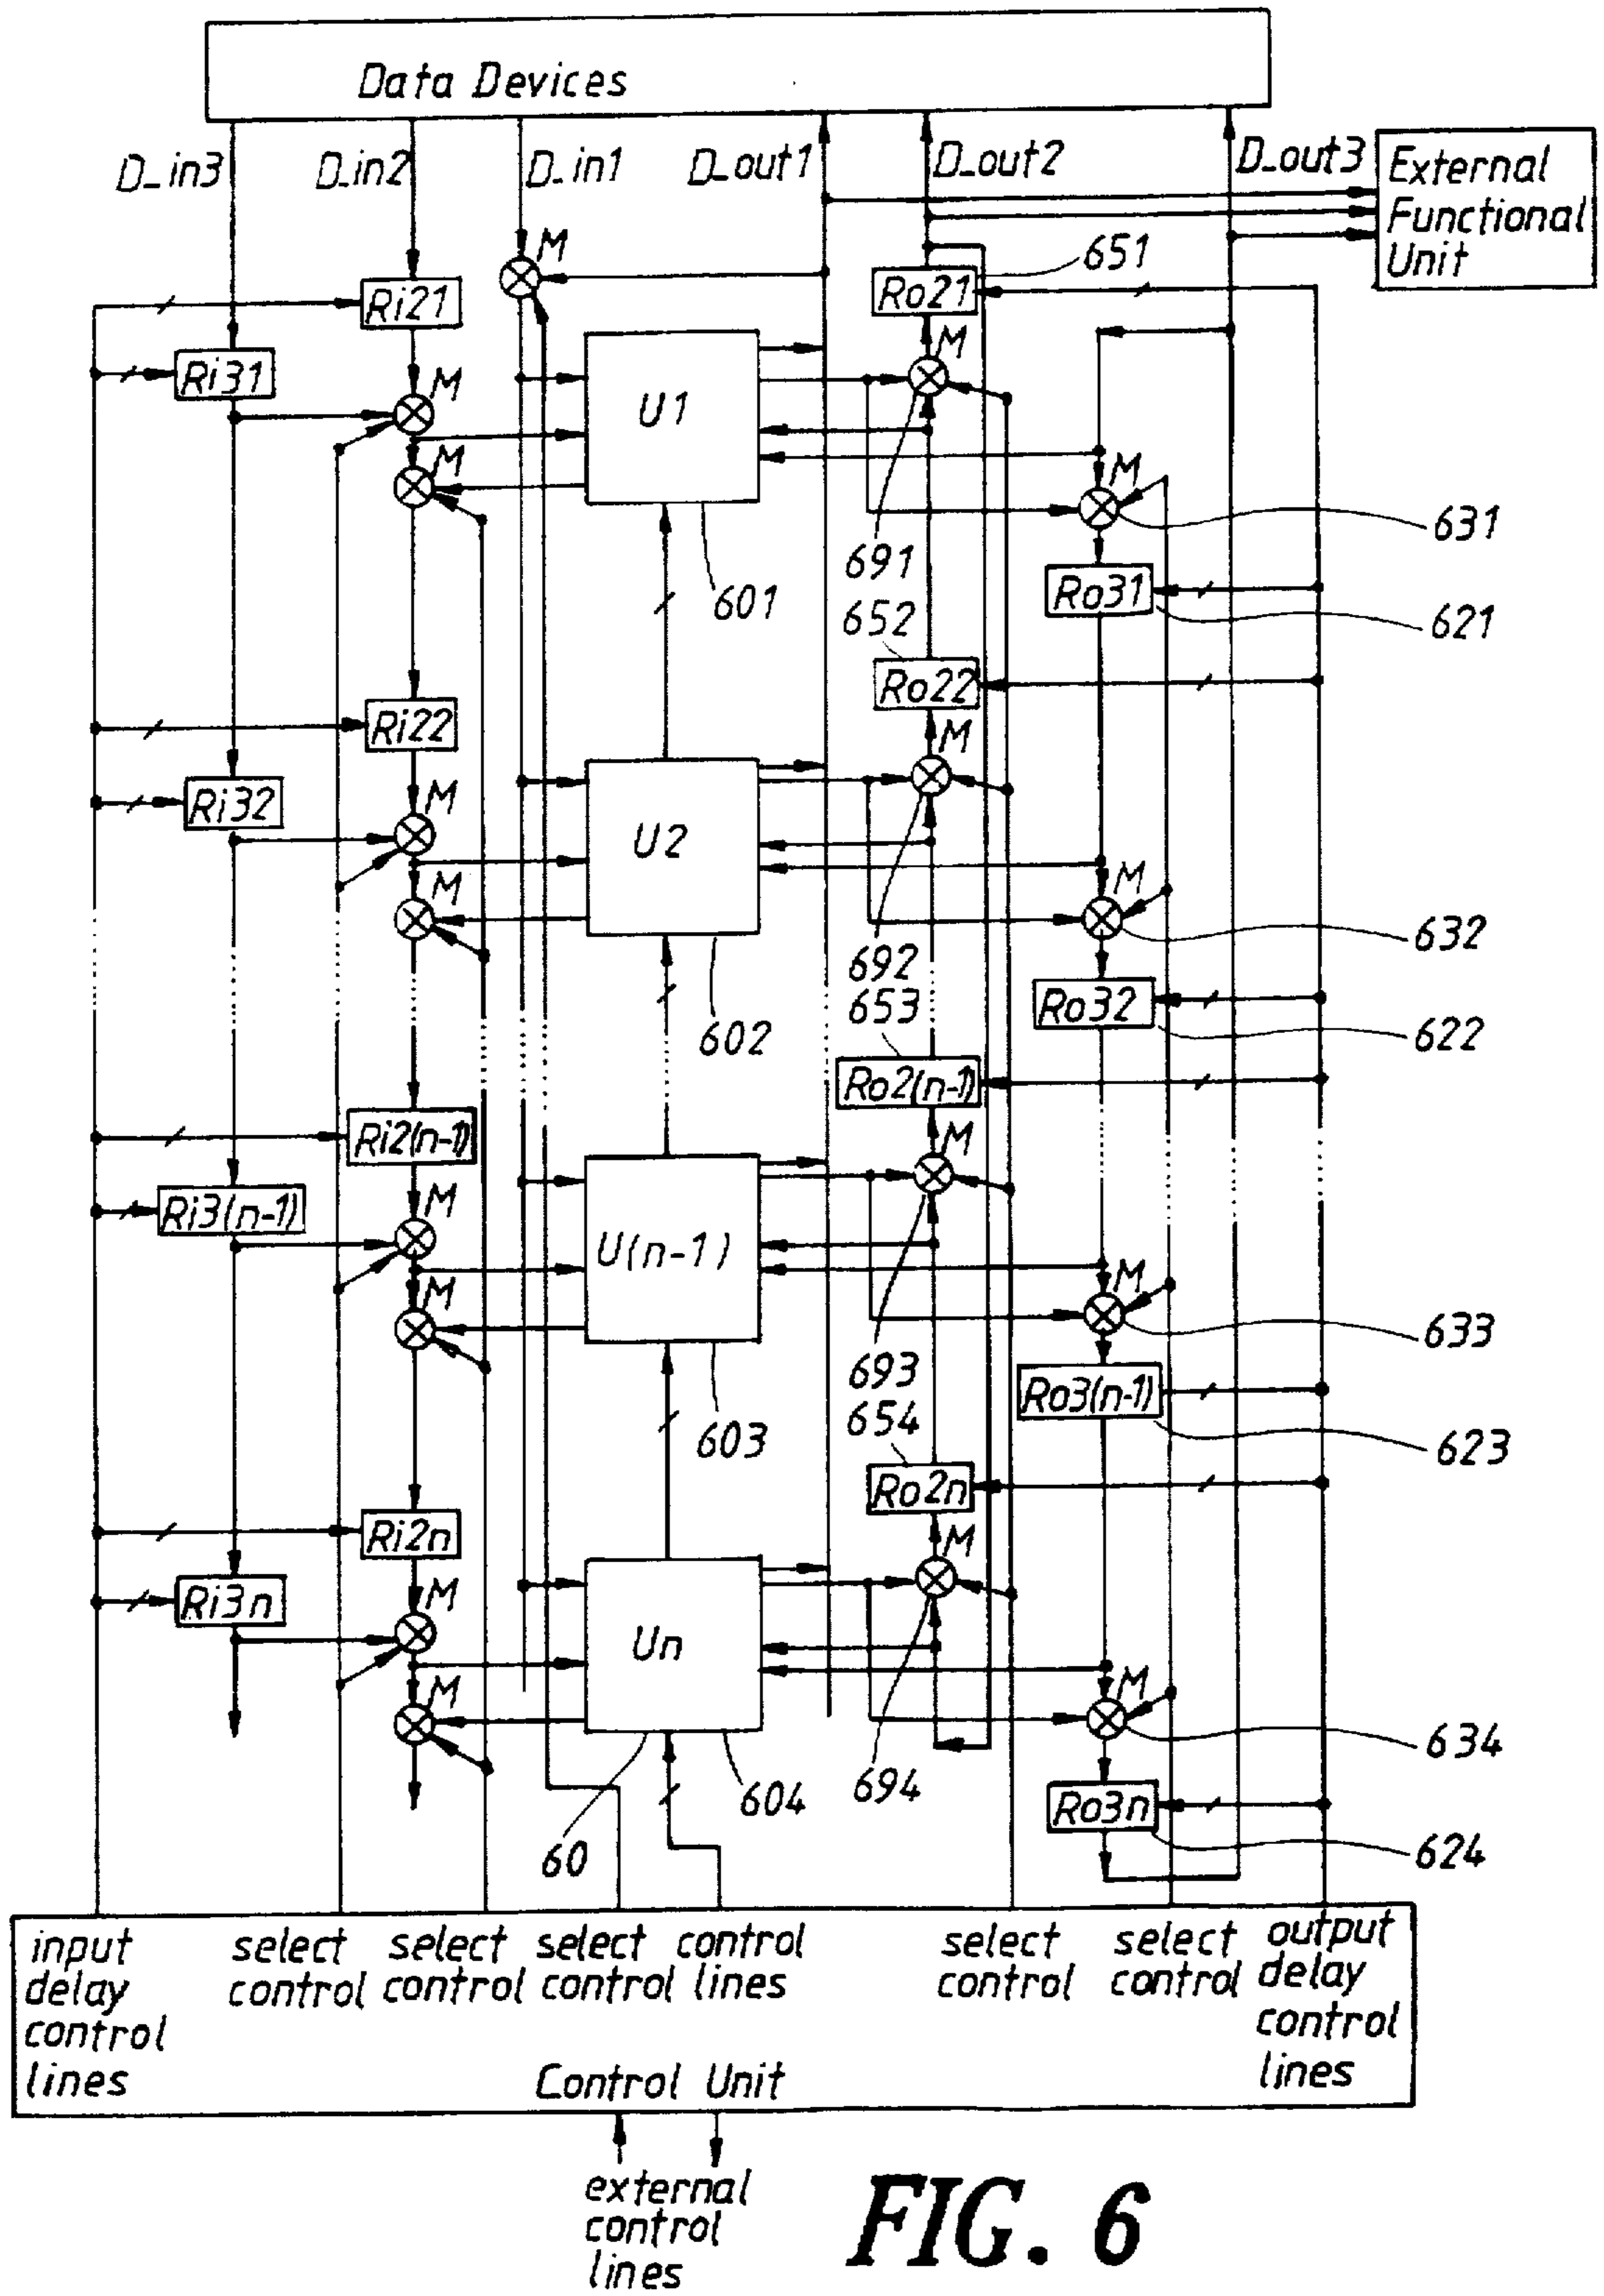 Data Devices
D_in3
D_in2
D_in1
D_out1
D_out2
D_out3
External
Functional
Unit
M
651
Ri21
Ro21
Ri31
M
M
U1
M
M
691
631
601
652
Ro31
621
Ro22
Ri22
M
Ri32
M
U2
M
M
692
632
653
Ro32
602
622
Ro2(n-1)
Ri2(n-1)
M
Ri3(n-1)
M
U(n-1)
M
M
693
633
Ro3(n-1)
654
603
623
Ro2n
Ri2n
M
Ri3n
M
Un
M
M
634
694
604
Ro3n
60
624
input
delay
control
lines
select
control
select
control
select
control
control
lines
select
control
select
control
output
delay
control
lines
Control Unit
external
control
lines
FIG. 6